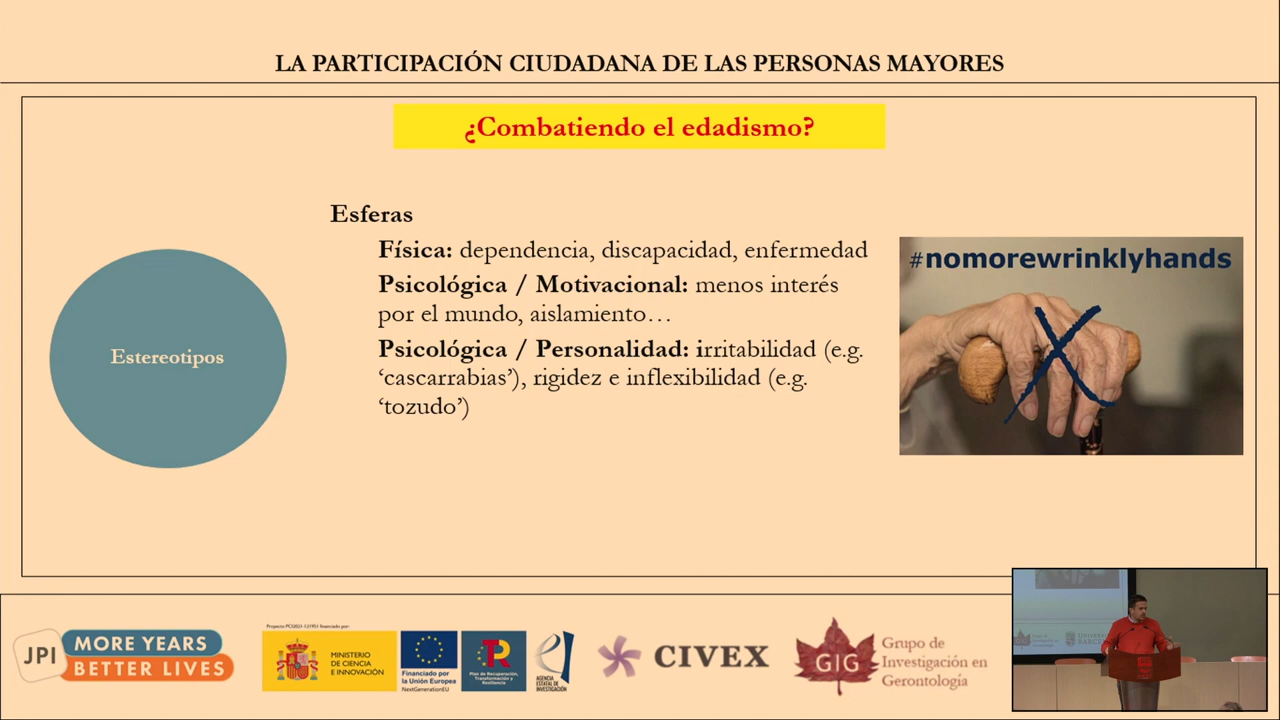 LA PARTICIPACIÓN CIUDADANA DE LAS PERSONAS MAYORES
¿Combatiendo el edadismo?
Esferas
Física: dependencia, discapacidad, enfermedad
Psicológica / Motivacional: menos interés
por el mundo, aislamiento…
Psicológica / Personalidad: irritabilidad (e.g.
‘cascarrabias’), rigidez e inflexibilidad (e.g.
‘tozudo’)
Estereotipos
#nomorewrinklyhands
JPI
MORE YEARS
BETTER LIVES
MINISTERIO
DE CIENCIA
E INNOVACIÓN
Financiado por
la Unión Europea
NextGenerationEU
Plan de Recuperación,
Transformación y
Resiliencia
AGENCIA
ESTATAL DE
INVESTIGACIÓN
CIVEX
GIG
Grupo de
Investigación en
Gerontología